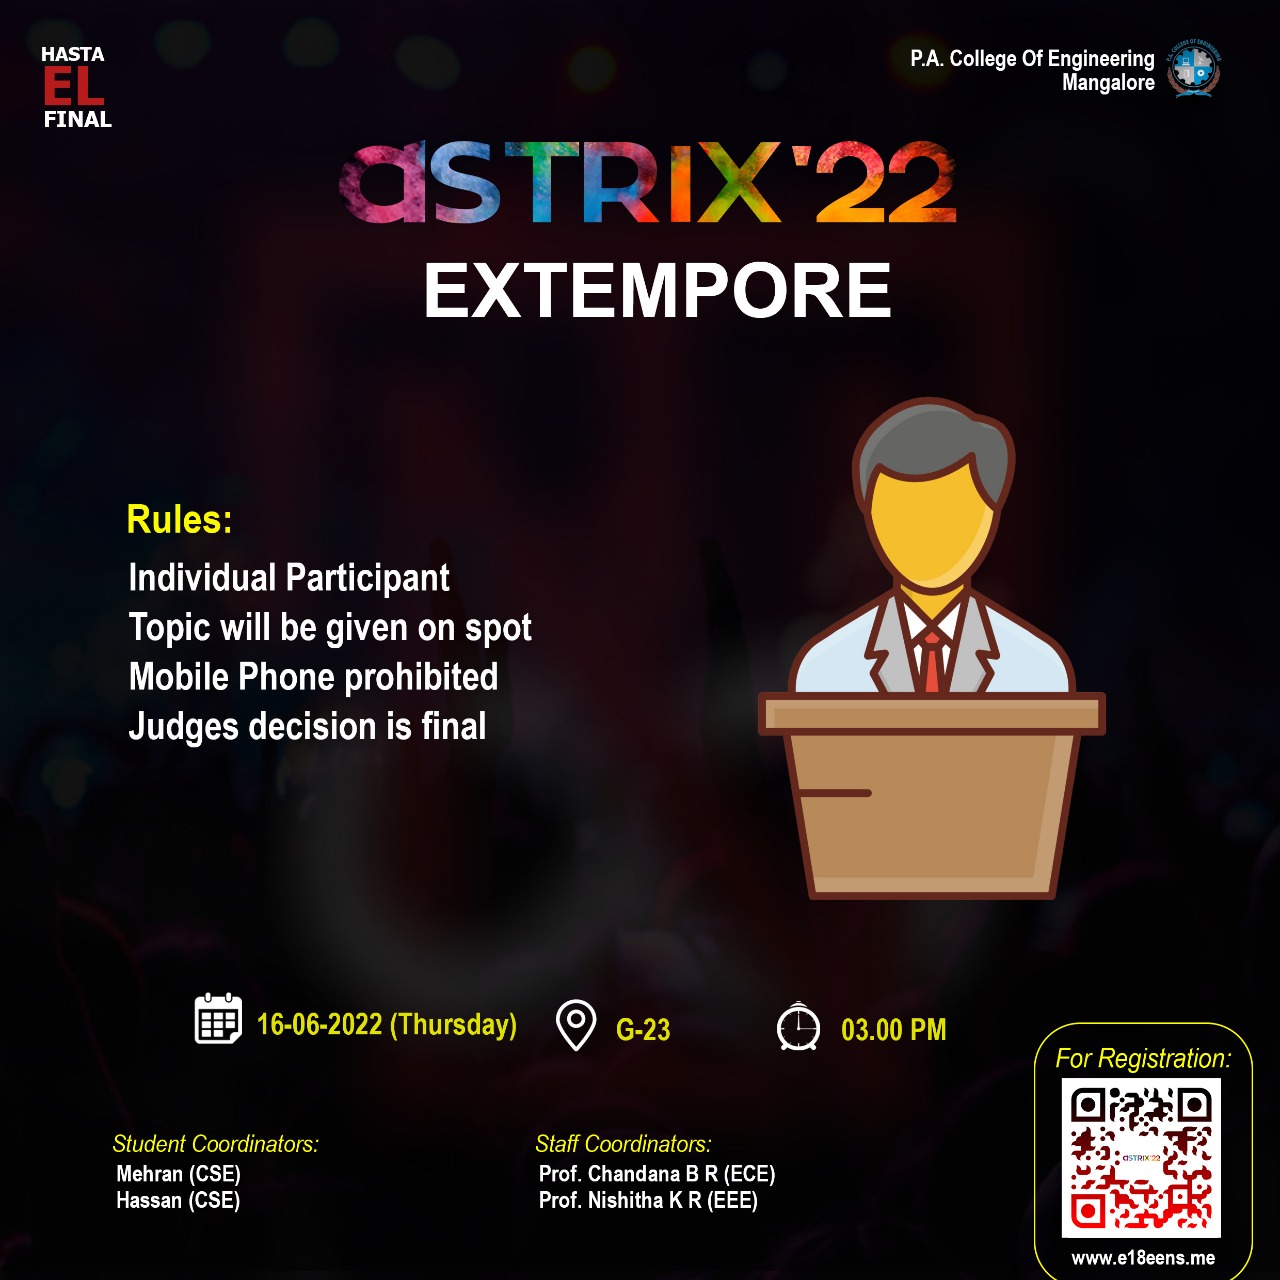 HASTA
EL
FINAL
P.A. College Of Engineering
Mangalore
aSTRIX'22
EXTEMPORE
Rules:
Individual Participant
Topic will be given on spot
Mobile Phone prohibited
Judges decision is final
16-06-2022 (Thursday)
G-23
03.00 PM
For Registration:
aSTRIX'22
www.e18eens.me
Student Coordinators:
Mehran (CSE)
Hassan (CSE)
Staff Coordinators:
Prof. Chandana B R (ECE)
Prof. Nishitha K R (EEE)